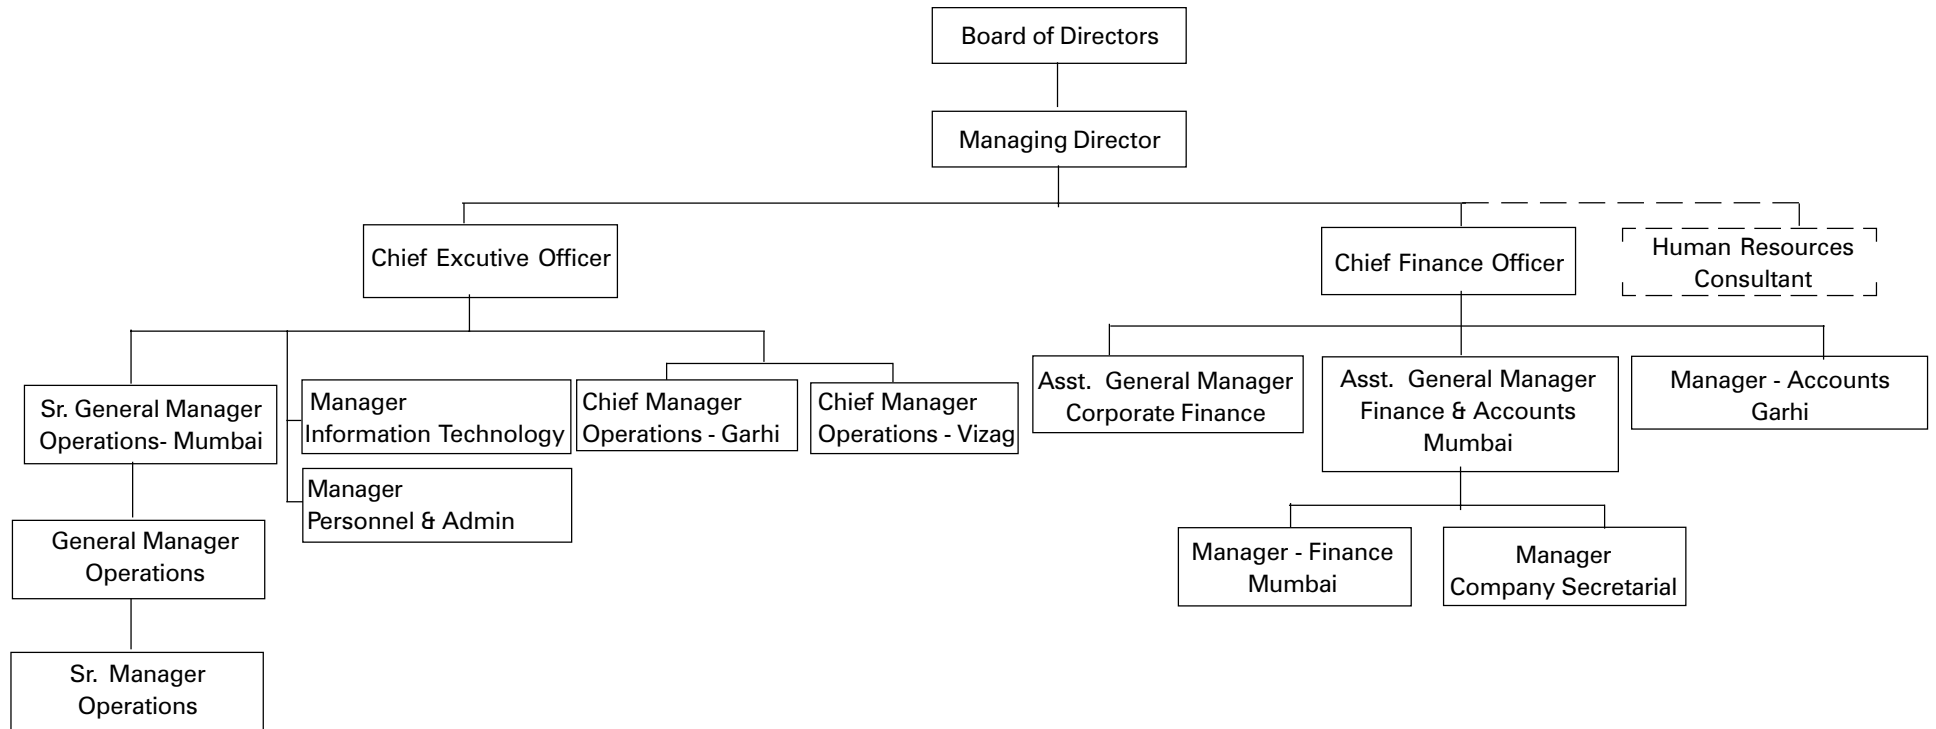 Board of Directors
Managing Director
Chief Excutive Officer
Chief Finance Officer
Human Resources
Consultant
Sr. General Manager
Operations- Mumbai
Manager
Information Technology
Chief Manager
Operations - Garhi
Chief Manager
Operations - Vizag
Asst. General Manager
Corporate Finance
Asst. General Manager
Finance & Accounts
Mumbai
Manager - Accounts
Garhi
Manager
Personnel & Admin
General Manager
Operations
Manager - Finance
Mumbai
Manager
Company Secretarial
Sr. Manager
Operations